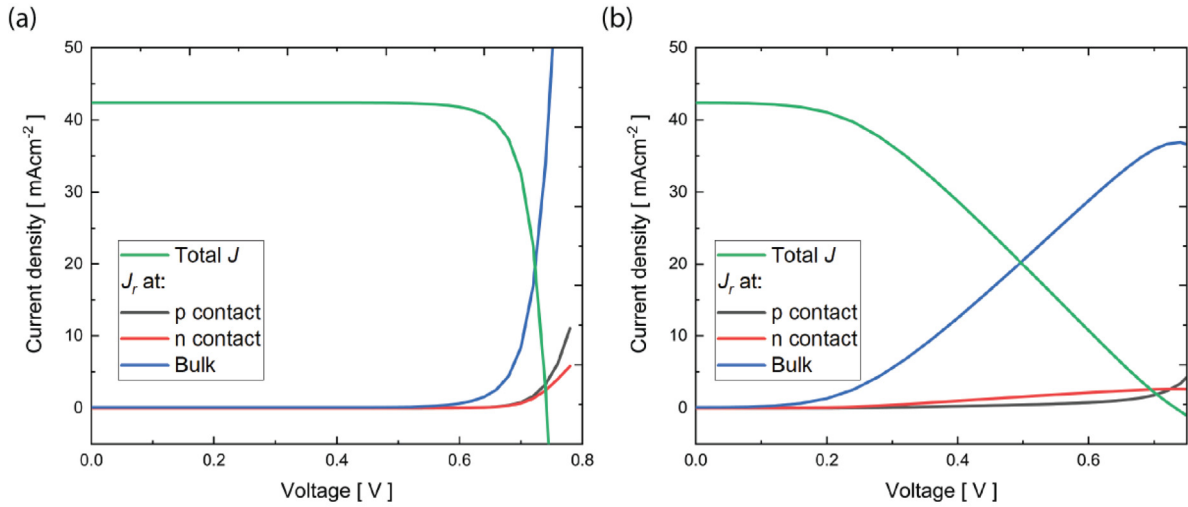 (a)
50
40
30
20
10
0
Current density [ mAcm-2 ]
Total J
Jr at:
p contact
n contact
Bulk
0.0 0.2 0.4 0.6 0.8
Voltage [ V ]
(b)
50
40
30
20
10
0
Current density [ mAcm-2 ]
Total J
Jr at:
p contact
n contact
Bulk
0.0 0.2 0.4 0.6
Voltage [ V ]